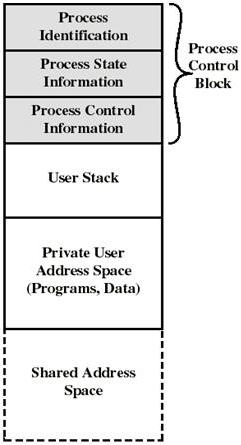 Process
Identification
Process State
Information
Process Control
Information
Process
Control
Block
User Stack
Private User
Address Space
(Programs, Data)
Shared Address
Space